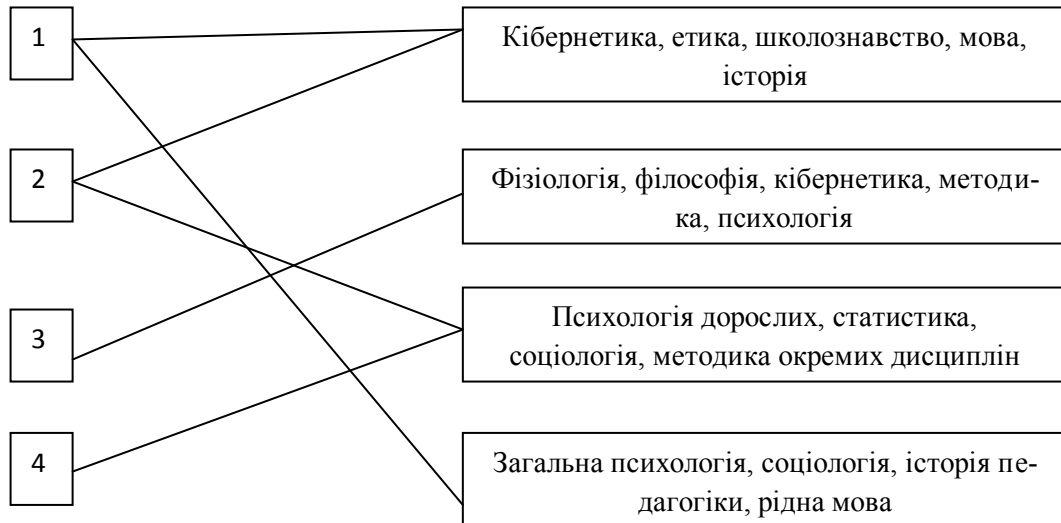 1
Кібернетика, етика, школознавство, мова,
історія
2
Фізіологія, філософія, кібернетика, методи-
ка, психологія
3
Психологія дорослих, статистика,
соціологія, методика окремих дисциплін
4
Загальна психологія, соціологія, історія пе-
дагогіки, рідна мова